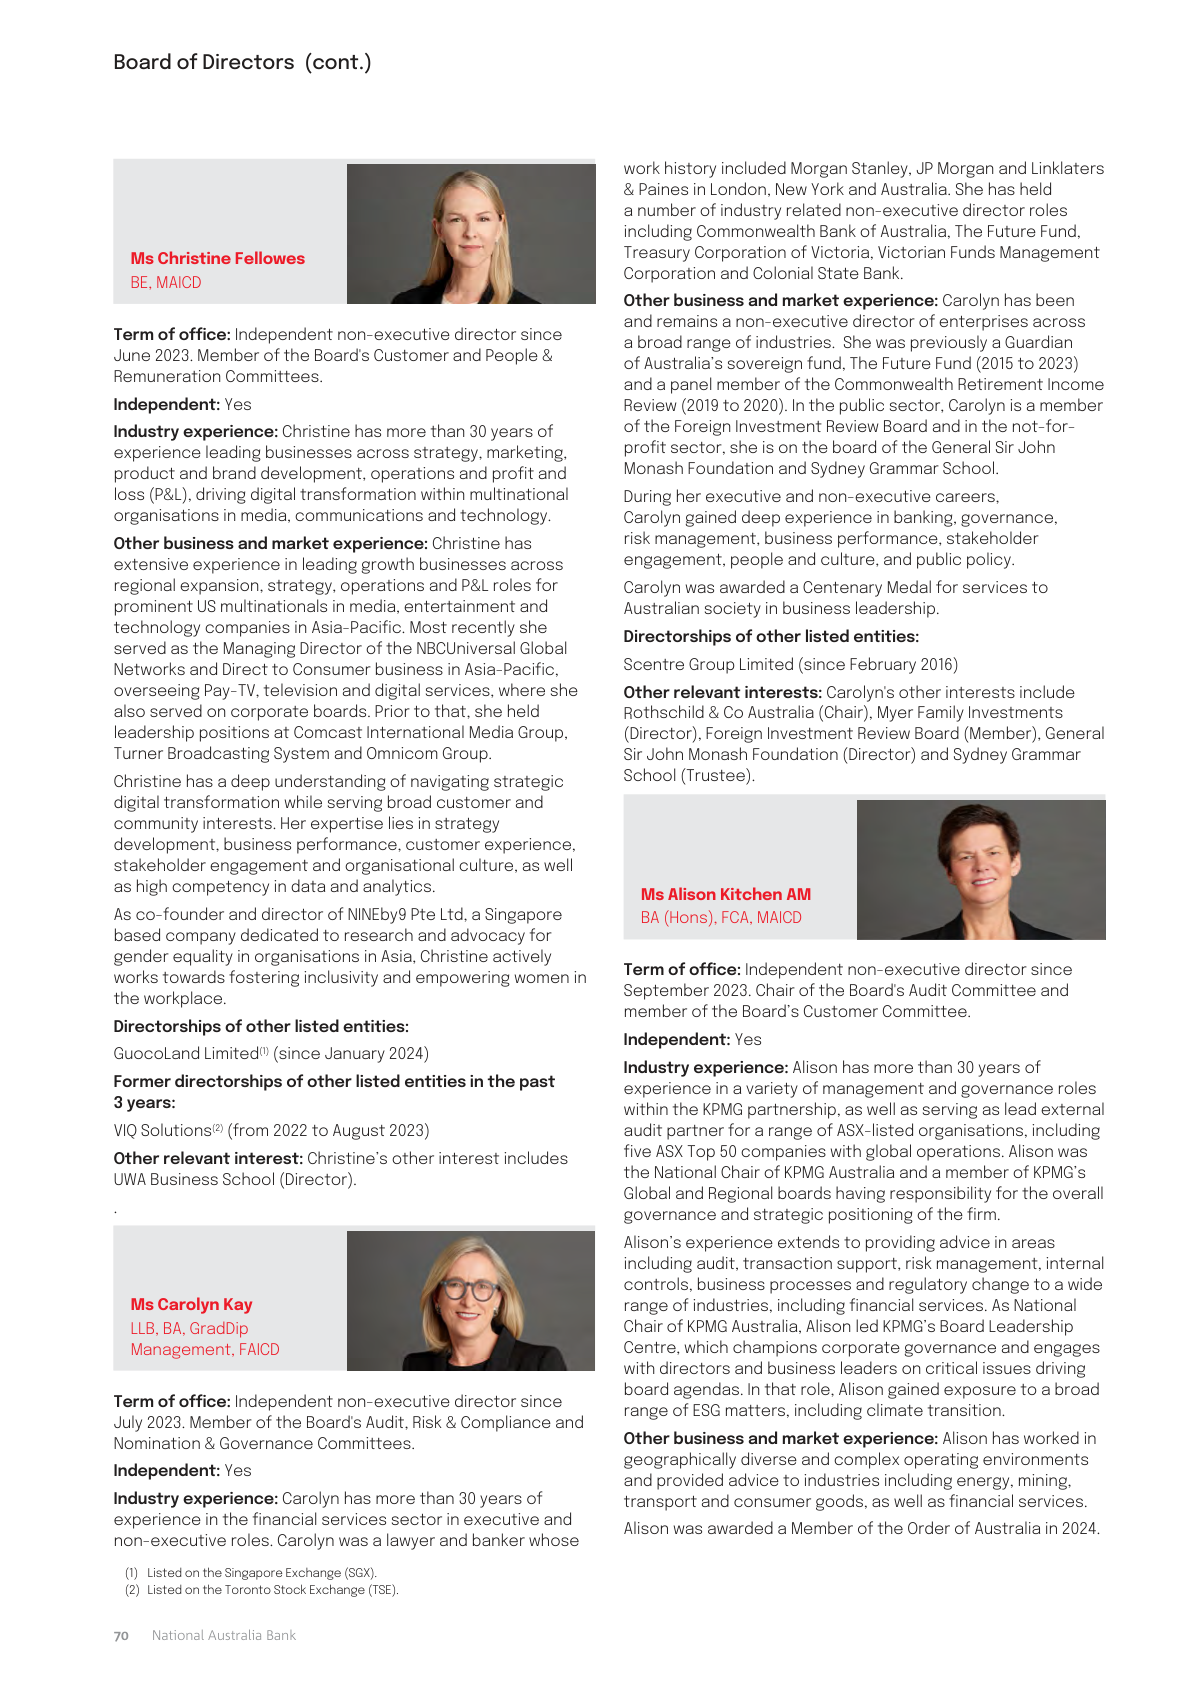 Board of Directors (cont.)
Ms Christine Fellowes
BE, MAICD
Term of office: Independent non-executive director since
June 2023. Member of the Board's Customer and People &
Remuneration Committees.
Independent: Yes
Industry experience: Christine has more than 30 years of
experience leading businesses across strategy, marketing,
product and brand development, operations and profit and
loss (P&L), driving digital transformation within multinational
organisations in media, communications and technology.
Other business and market experience: Christine has
extensive experience in leading growth businesses across
regional expansion, strategy, operations and P&L roles for
prominent US multinationals in media, entertainment and
technology companies in Asia-Pacific. Most recently she
served as the Managing Director of the NBCUniversal Global
Networks and Direct to Consumer business in Asia-Pacific,
overseeing Pay-TV, television and digital services, where she
also served on corporate boards. Prior to that, she held
leadership positions at Comcast International Media Group,
Turner Broadcasting System and Omnicom Group.
Christine has a deep understanding of navigating strategic
digital transformation while serving broad customer and
community interests. Her expertise lies in strategy
development, business performance, customer experience,
stakeholder engagement and organisational culture, as well
as high competency in data and analytics.
As co-founder and director of NINEby9 Pte Ltd, a Singapore
based company dedicated to research and advocacy for
gender equality in organisations in Asia, Christine actively
works towards fostering inclusivity and empowering women in
the workplace.
Directorships of other listed entities:
GuocoLand Limited(1) (since January 2024)
Former directorships of other listed entities in the past
3 years:
VIQ Solutions(2) (from 2022 to August 2023)
Other relevant interest: Christine’s other interest includes
UWA Business School (Director).
.
Ms Carolyn Kay
LLB, BA, GradDip
Management, FAICD
Term of office: Independent non-executive director since
July 2023. Member of the Board's Audit, Risk & Compliance and
Nomination & Governance Committees.
Independent: Yes
Industry experience: Carolyn has more than 30 years of
experience in the financial services sector in executive and
non-executive roles. Carolyn was a lawyer and banker whose
work history included Morgan Stanley, JP Morgan and Linklaters
& Paines in London, New York and Australia. She has held
a number of industry related non-executive director roles
including Commonwealth Bank of Australia, The Future Fund,
Treasury Corporation of Victoria, Victorian Funds Management
Corporation and Colonial State Bank.
Other business and market experience: Carolyn has been
and remains a non-executive director of enterprises across
a broad range of industries. She was previously a Guardian
of Australia’s sovereign fund, The Future Fund (2015 to 2023)
and a panel member of the Commonwealth Retirement Income
Review (2019 to 2020). In the public sector, Carolyn is a member
of the Foreign Investment Review Board and in the not-for-
profit sector, she is on the board of the General Sir John
Monash Foundation and Sydney Grammar School.
During her executive and non-executive careers,
Carolyn gained deep experience in banking, governance,
risk management, business performance, stakeholder
engagement, people and culture, and public policy.
Carolyn was awarded a Centenary Medal for services to
Australian society in business leadership.
Directorships of other listed entities:
Scentre Group Limited (since February 2016)
Other relevant interests: Carolyn's other interests include
Rothschild & Co Australia (Chair), Myer Family Investments
(Director), Foreign Investment Review Board (Member), General
Sir John Monash Foundation (Director) and Sydney Grammar
School (Trustee).
Ms Alison Kitchen AM
BA (Hons), FCA, MAICD
Term of office: Independent non-executive director since
September 2023. Chair of the Board's Audit Committee and
member of the Board’s Customer Committee.
Independent: Yes
Industry experience: Alison has more than 30 years of
experience in a variety of management and governance roles
within the KPMG partnership, as well as serving as lead external
audit partner for a range of ASX-listed organisations, including
five ASX Top 50 companies with global operations. Alison was
the National Chair of KPMG Australia and a member of KPMG’s
Global and Regional boards having responsibility for the overall
governance and strategic positioning of the firm.
Alison’s experience extends to providing advice in areas
including audit, transaction support, risk management, internal
controls, business processes and regulatory change to a wide
range of industries, including financial services. As National
Chair of KPMG Australia, Alison led KPMG’s Board Leadership
Centre, which champions corporate governance and engages
with directors and business leaders on critical issues driving
board agendas. In that role, Alison gained exposure to a broad
range of ESG matters, including climate transition.
Other business and market experience: Alison has worked in
geographically diverse and complex operating environments
and provided advice to industries including energy, mining,
transport and consumer goods, as well as financial services.
Alison was awarded a Member of the Order of Australia in 2024.
(1) Listed on the Singapore Exchange (SGX).
(2) Listed on the Toronto Stock Exchange (TSE).
70 National Australia Bank